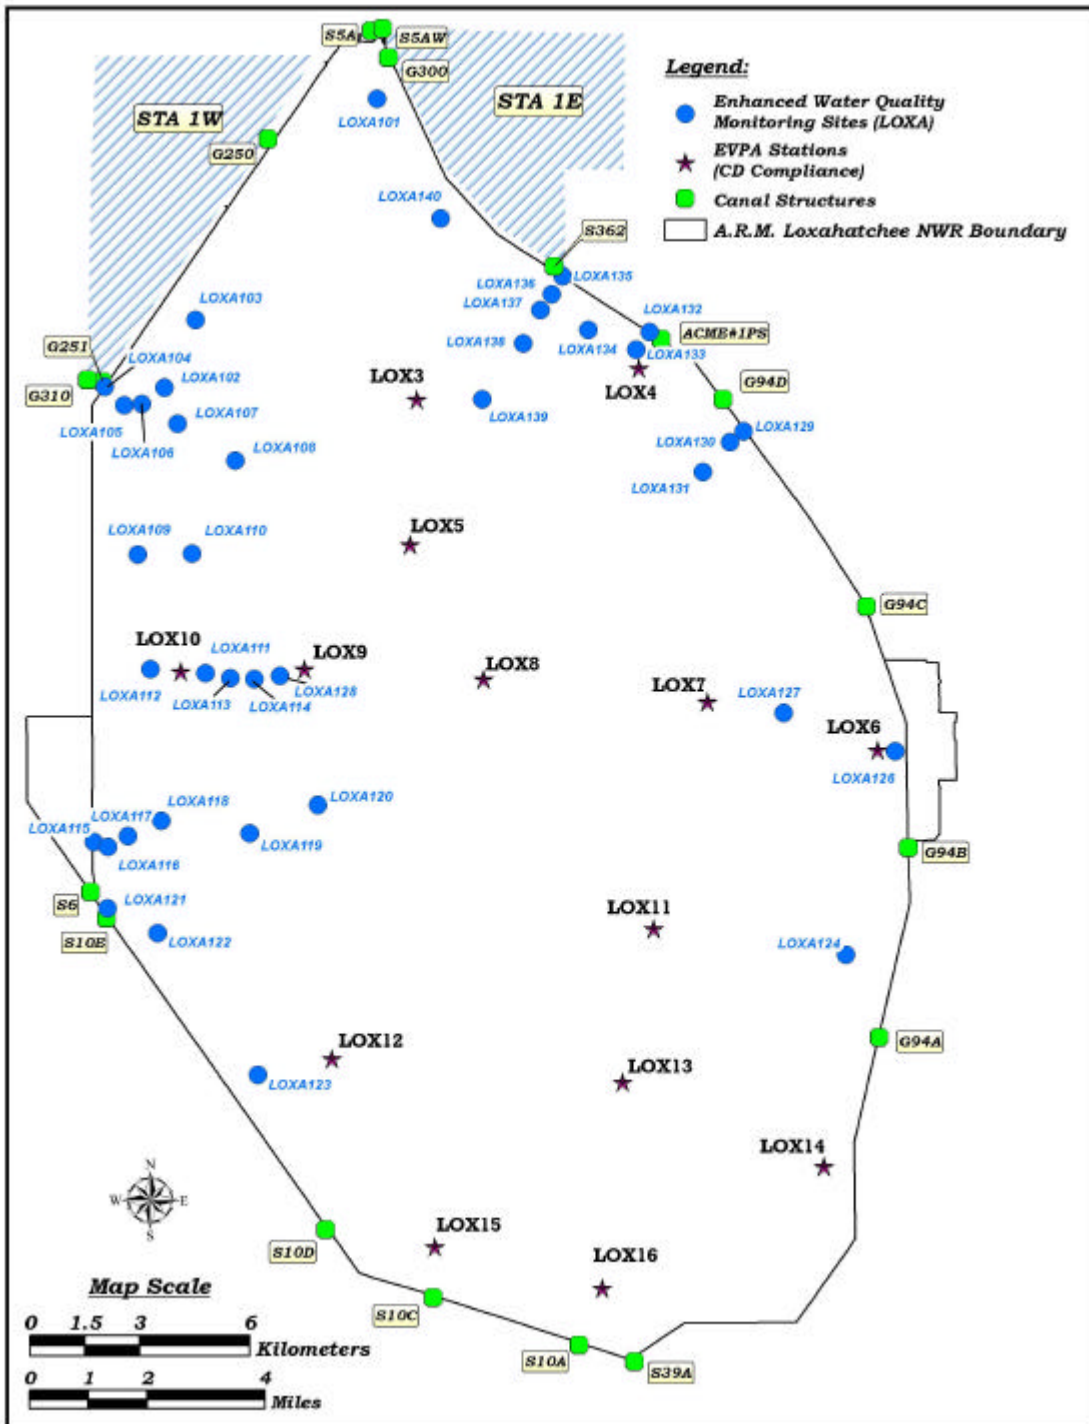 S5A
S5AW
G300
Legend:
STA 1W
STA 1E
LOXA101
Enhanced Water Quality
Monitoring Sites (LOXA)
G250
EVPA Stations
(CD Compliance)
LOXA140
Canal Structures
S362
A.R.M. Loxahatchee NWR Boundary
LOXA135
LOXA136
LOXA137
LOXA103
LOXA132
ACME#1PS
G251
LOXA104
LOXA138
LOXA134
LOXA133
LOXA102
LOX3
LOX4
G310
G94D
LOXA105
LOXA107
LOXA139
LOXA106
LOXA108
LOXA129
LOXA130
LOXA131
LOX5
LOXA109
LOXA110
G94C
LOX10
LOXA111
LOX9
LOX8
LOX7
LOXA112
LOXA113
LOXA114
LOXA128
LOXA127
LOX6
LOXA126
LOXA118
LOXA120
LOXA117
LOXA115
LOXA119
LOXA116
G94B
S6
LOXA121
LOX11
S10E
LOXA122
LOXA124
LOX12
G94A
LOXA123
LOX13
LOX14
N
W
E
S
LOX15
S10D
LOX16
Map Scale
S10C
0 1.5 3 6
Kilometers
S10A
S39A
0 1 2 4
Miles